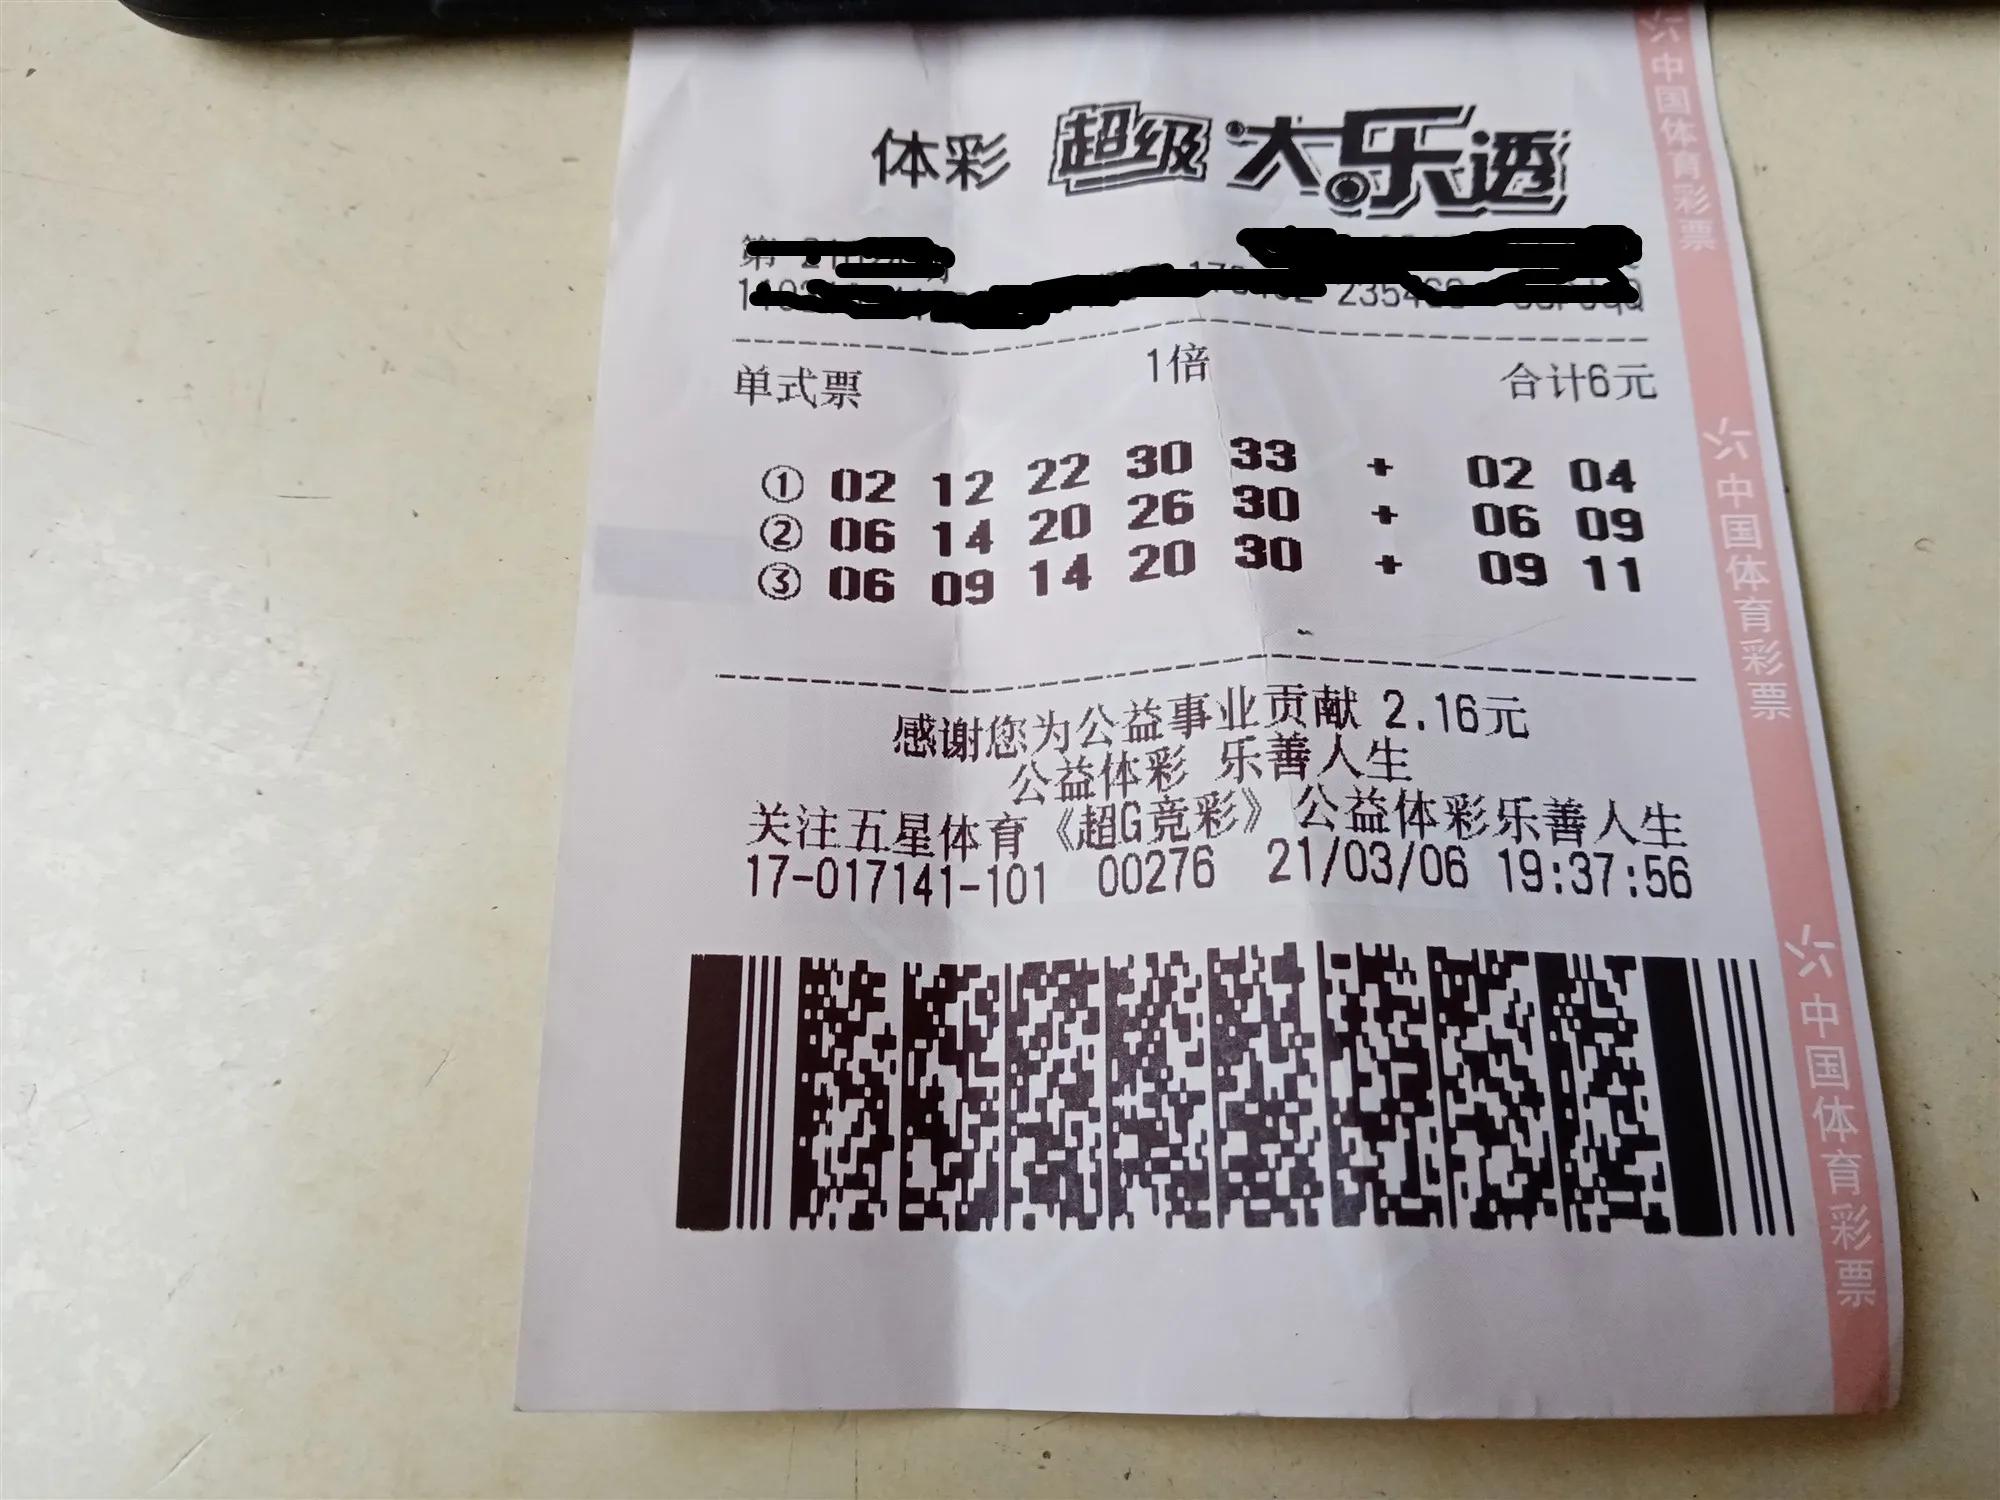 体彩 超级大乐透
第
235
单式票 1倍 合计6元
① 02 12 22 30 33 + 02 04
② 06 14 20 26 30 + 06 09
③ 06 09 14 20 30 + 09 11
感谢您为公益事业贡献 2.16元
公益体彩 乐善人生
关注五星体育《超G竞彩》公益体彩乐善人生
17-017141-101 00276 21/03/06 19:37:56
中国体育彩票
中国体育彩票
中国体育彩票